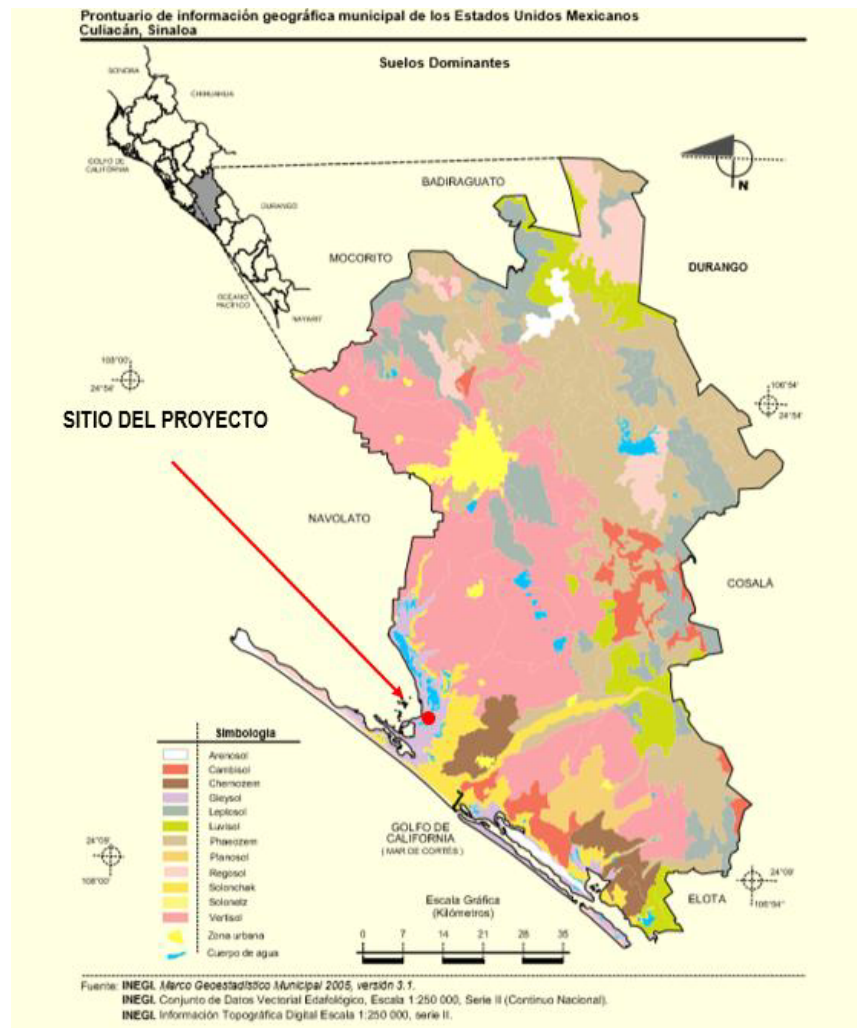 Prontuario de información geográfica municipal de los Estados Unidos Mexicanos
Culiacán, Sinaloa
Suelos Dominantes
SONORA
CHIHUAHUA
GOLFO DE
CALIFORNIA
DURANGO
OCÉANO
PACÍFICO
NAYARIT
N
BADIRAGUATO
MOCORITO
DURANGO
108°00'
24°54'
106°54'
24°54'
SITIO DEL PROYECTO
NAVOLATO
COSALÁ
Simbología
Arenosol
Cambisol
Chernozem
Gleysol
Leptosol
Luvisol
Phaeozem
Planosol
Regosol
Solonchak
Solonetz
Vertisol
Zona urbana
Cuerpo de agua
GOLFO DE
CALIFORNIA
( MAR DE CORTÉS )
24°09'
108°00'
24°09'
106°54'
ELOTA
Escala Gráfica
(Kilómetros)
0 7 14 21 28 35
Fuente: INEGI. Marco Geoestadístico Municipal 2005, versión 3.1.
INEGI. Conjunto de Datos Vectorial Edafológico, Escala 1:250 000, Serie II (Continuo Nacional).
INEGI. Información Topográfica Digital Escala 1:250 000, serie II.